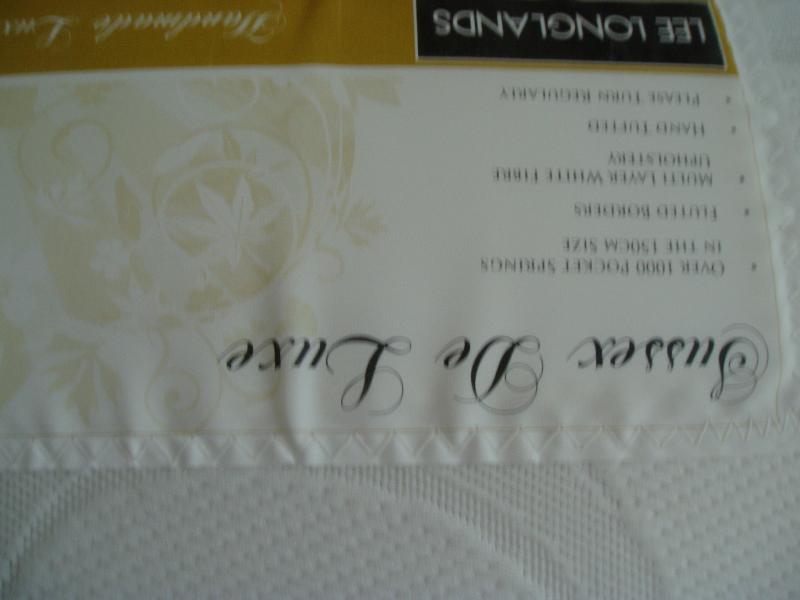 Sussex De Luxe
• OVER 1000 POCKET SPRINGS
IN THE 150CM SIZE
• FLUTED BORDERS
• MULTI LAYER WHITE FIBRE
UPHOLSTERY
• HAND TUFTED
• PLEASE TURN REGULARLY
LEE LONGLANDS
Handmade